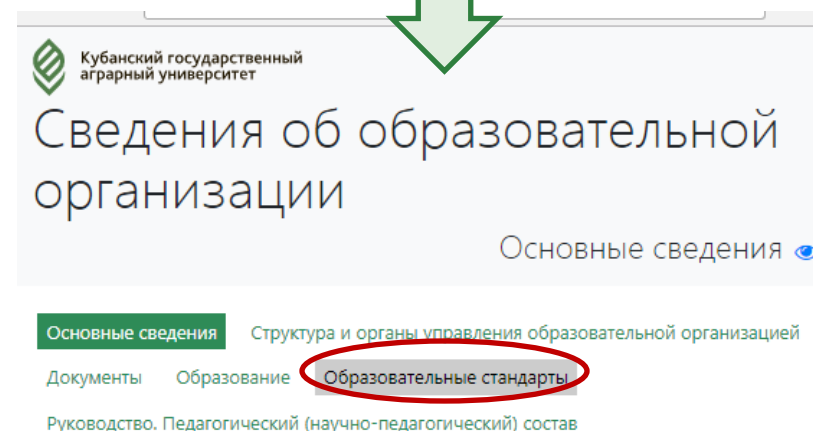 Кубанский государственный
аграрный университет
Сведения об образовательной
организации
Основные сведения
Основные сведения Структура и органы управления образовательной организацией
Документы Образование Образовательные стандарты
Руководство. Педагогический (научно-педагогический) состав